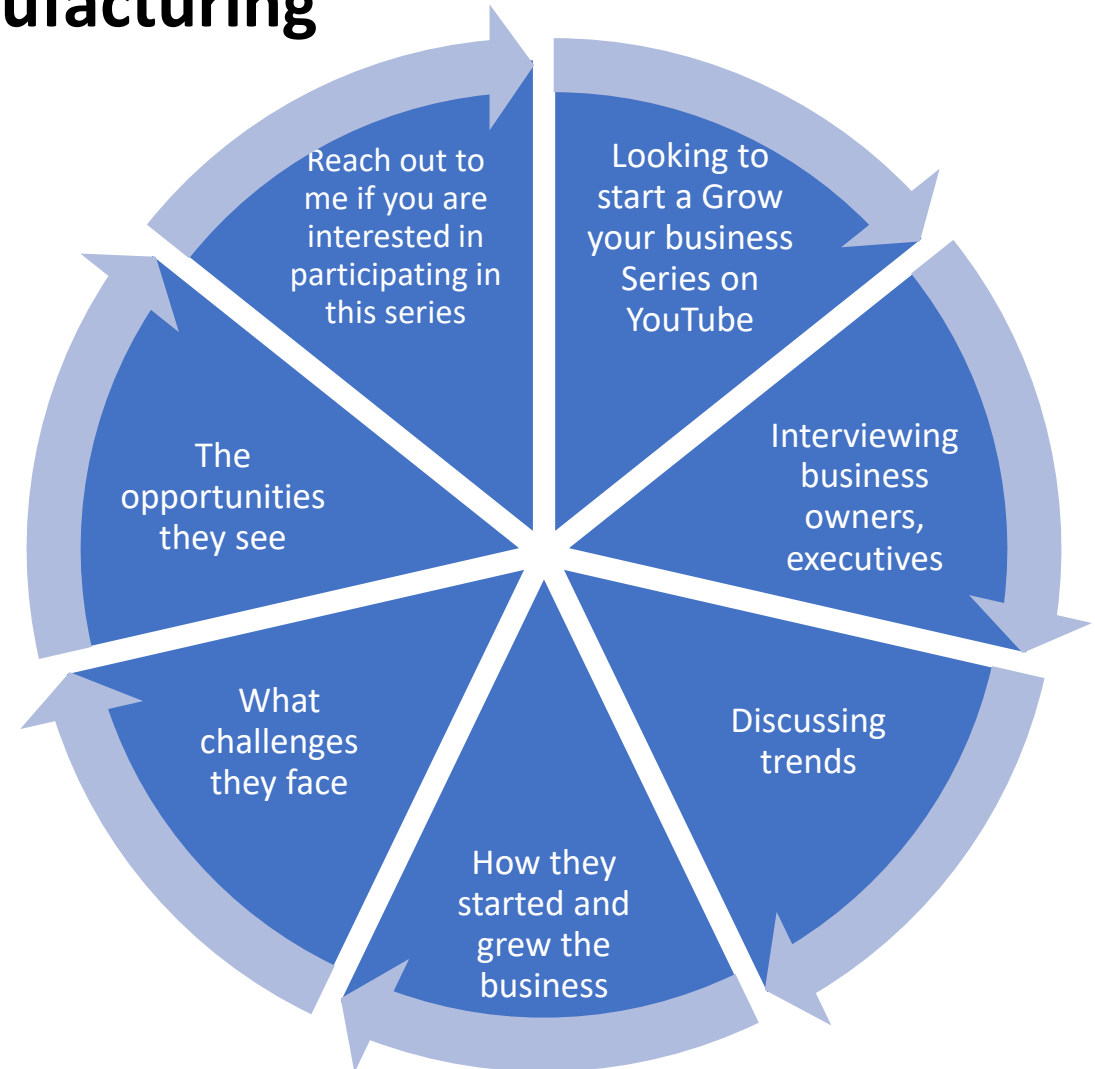 ufacturing
Looking to
start a Grow
your business
Series on
YouTube
Interviewing
business
owners,
executives
Discussing
trends
How they
started and
grew the
business
What
challenges
they face
The
opportunities
they see
Reach out to
me if you are
interested in
participating in
this series